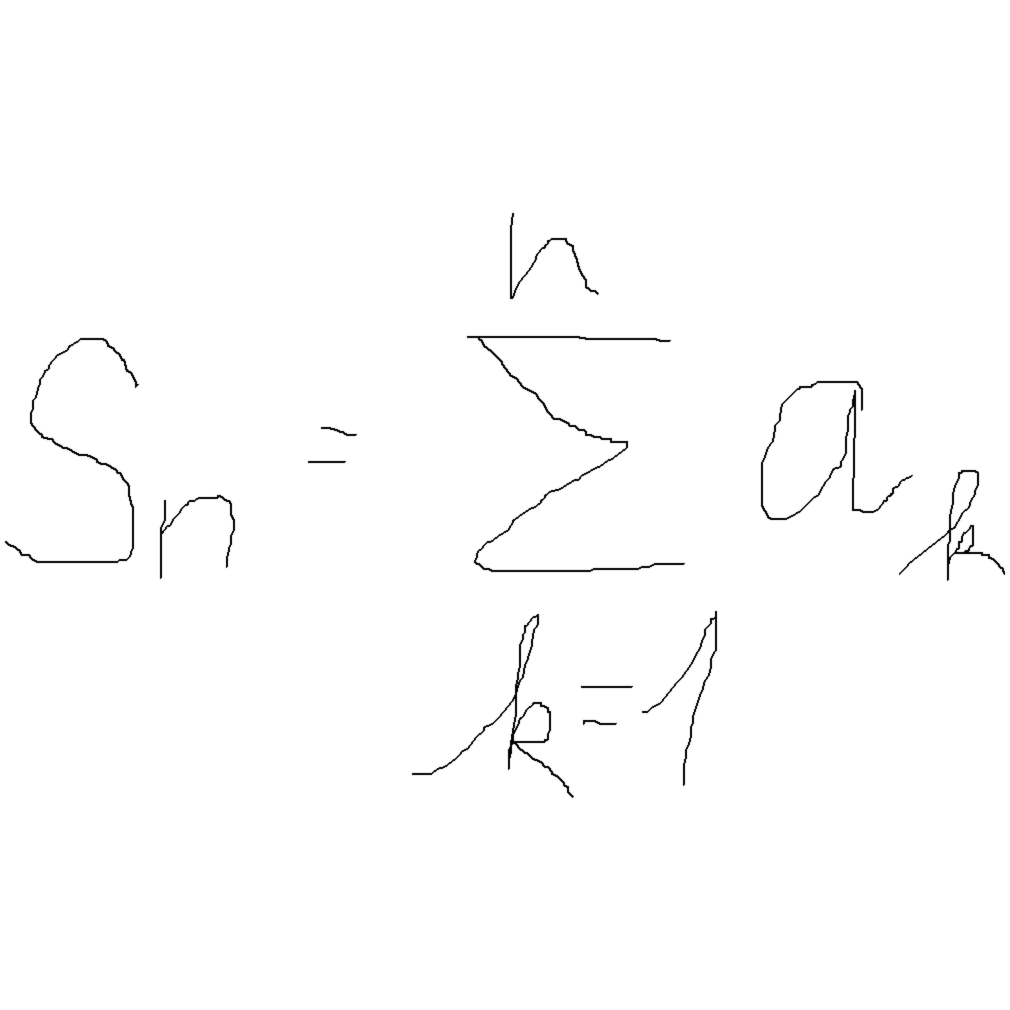 S_n = \sum_{k=1}^{n} a_k